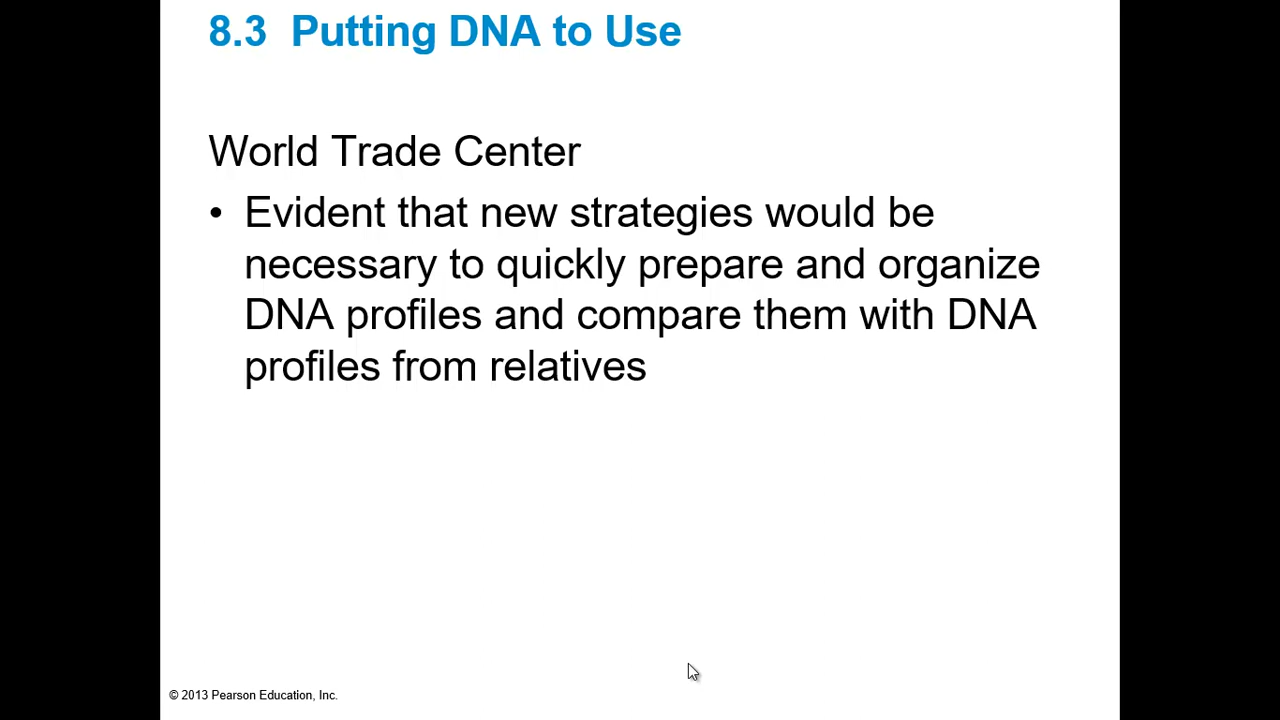 8.3 Putting DNA to Use
World Trade Center
• Evident that new strategies would be
necessary to quickly prepare and organize
DNA profiles and compare them with DNA
profiles from relatives
© 2013 Pearson Education, Inc.